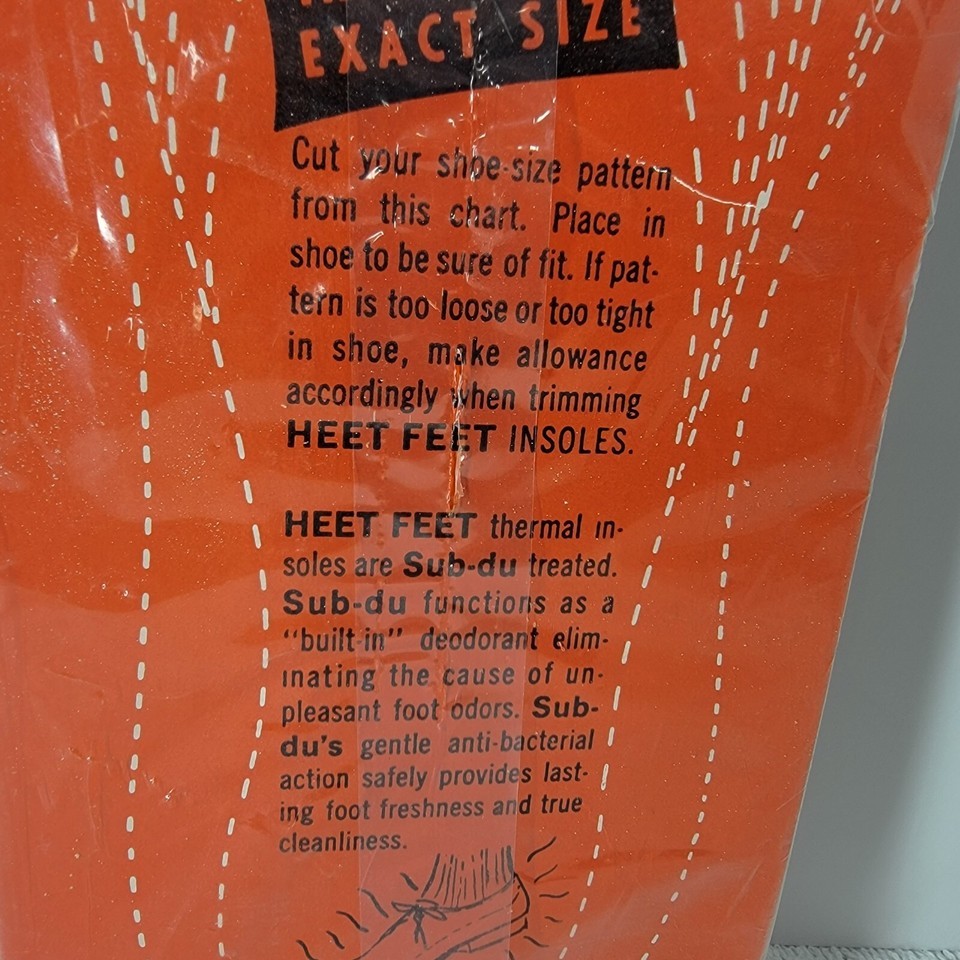 EXACT SIZE
Cut your shoe-size pattern
from this chart. Place in
shoe to be sure of fit. If pat-
tern is too loose or too tight
in shoe, make allowance
accordingly when trimming
HEET FEET INSOLES.
HEET FEET thermal in-
soles are Sub-du treated.
Sub-du functions as a
"built-in" deodorant elim-
inating the cause of un-
pleasant foot odors. Sub-
du's gentle anti-bacterial
action safely provides last-
ing foot freshness and true
cleanliness.